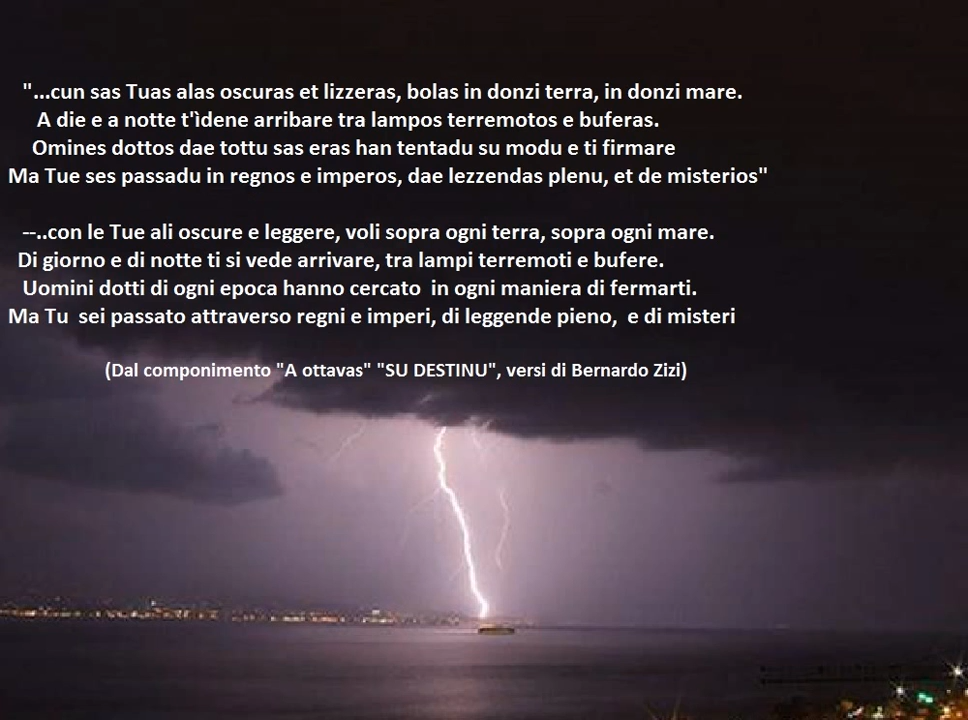 "...cun sas Tuas alas oscuras et lizzeras, bolas in donzi terra, in donzi mare.
A die e a notte t'ìdene arribare tra lampos terremotos e buferas.
Omines dottos dae tottu sas eras han tentadu su modu e ti firmare
Ma Tue ses passadu in regnos e imperos, dae lezzendas plenu, et de misterios"
--..con le Tue ali oscure e leggere, voli sopra ogni terra, sopra ogni mare.
Di giorno e di notte ti si vede arrivare, tra lampi terremoti e bufere.
Uomini dotti di ogni epoca hanno cercato in ogni maniera di fermarti.
Ma Tu sei passato attraverso regni e imperi, di leggende pieno, e di misteri
(Dal componimento "A ottavas" "SU DESTINU", versi di Bernardo Zizi)